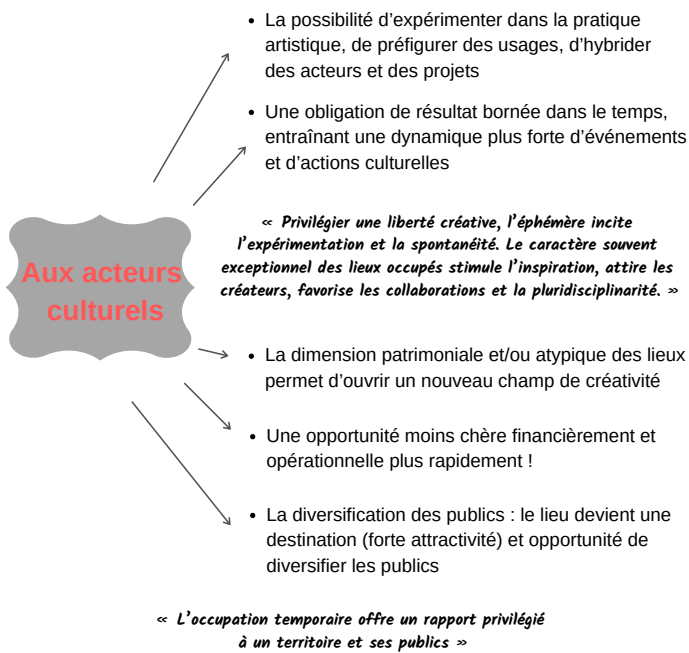 • La possibilité d’expérimenter dans la pratique
artistique, de préfigurer des usages, d’hybrider
des acteurs et des projets
• Une obligation de résultat bornée dans le temps,
entraînant une dynamique plus forte d’événements
et d’actions culturelles
« Privilégier une liberté créative, l’éphémère incite
l’expérimentation et la spontanéité. Le caractère souvent
exceptionnel des lieux occupés stimule l’inspiration, attire les
créateurs, favorise les collaborations et la pluridisciplinarité. »
Aux acteurs
culturels
• La dimension patrimoniale et/ou atypique des lieux
permet d’ouvrir un nouveau champ de créativité
• Une opportunité moins chère financièrement et
opérationnelle plus rapidement !
• La diversification des publics : le lieu devient une
destination (forte attractivité) et opportunité de
diversifier les publics
« L’occupation temporaire offre un rapport privilégié
à un territoire et ses publics »